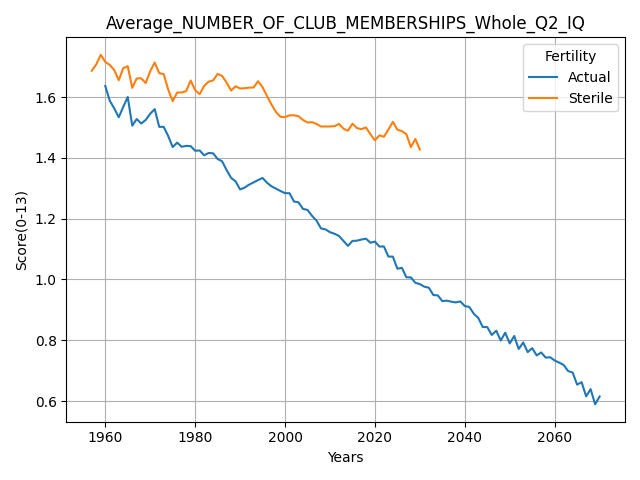 Average_NUMBER_OF_CLUB_MEMBERSHIPS_Whole_Q2_IQ
Fertility
Actual
Sterile
Score(0-13)
1.6
1.4
1.2
1.0
0.8
0.6
1960 1980 2000 2020 2040 2060
Years